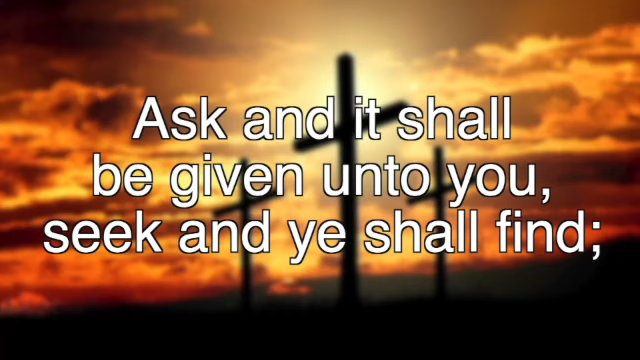 Ask and it shall
be given unto you,
seek and ye shall find;